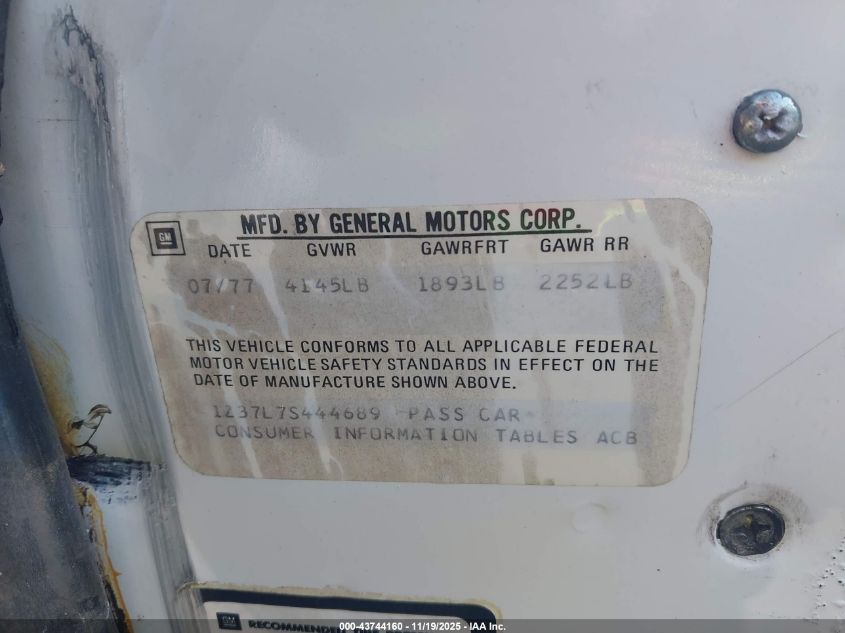 MFD. BY GENERAL MOTORS CORP.
GM
DATE GVWR GAWRFRT GAWR RR
07/77 4145LB 1893LB 2252LB
THIS VEHICLE CONFORMS TO ALL APPLICABLE FEDERAL
MOTOR VEHICLE SAFETY STANDARDS IN EFFECT ON THE
DATE OF MANUFACTURE SHOWN ABOVE.
1Z37L7S444689 PASS CAR
CONSUMER INFORMATION TABLES ACB
GM RECOMMENDED
000-43744160 - 11/19/2025 - IAA Inc.